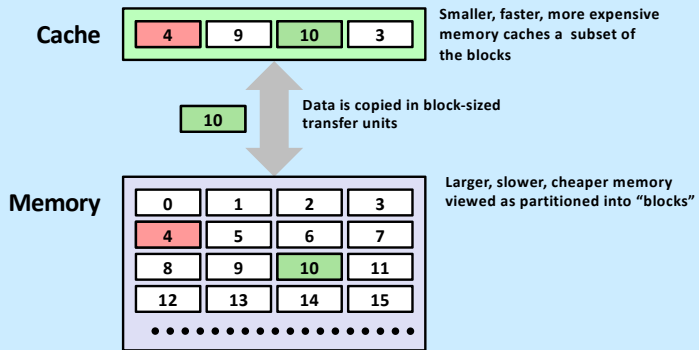 Cache
4 9 10 3
Smaller, faster, more expensive
memory caches a subset of
the blocks
10
Data is copied in block-sized
transfer units
Memory
0 1 2 3
4 5 6 7
8 9 10 11
12 13 14 15
Larger, slower, cheaper memory
viewed as partitioned into “blocks”